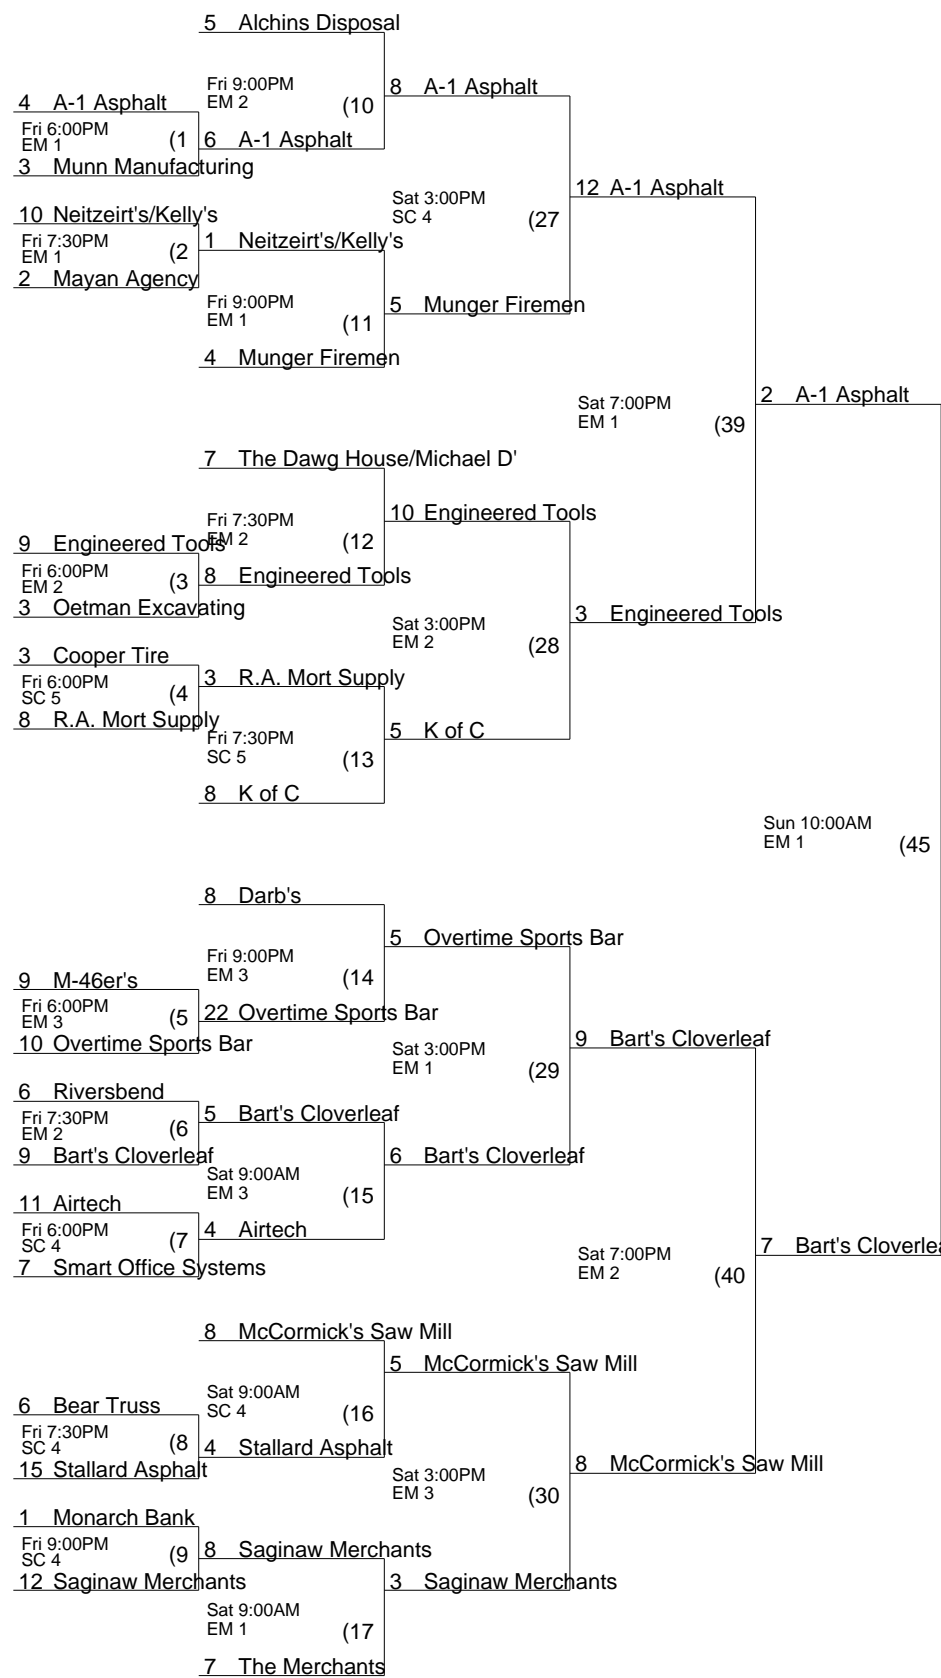 5 Alchins Disposal
Fri 9:00PM
EM 2 (10
8 A-1 Asphalt
4 A-1 Asphalt
Fri 6:00PM
EM 1 (1
6 A-1 Asphalt
3 Munn Manufacturing
12 A-1 Asphalt
Sat 3:00PM
SC 4 (27
10 Neitzeirt's/Kelly's
Fri 7:30PM
EM 1 (2
1 Neitzeirt's/Kelly's
2 Mayan Agency
Fri 9:00PM
EM 1 (11
5 Munger Firemen
4 Munger Firemen
2 A-1 Asphalt
Sat 7:00PM
EM 1 (39
7 The Dawg House/Michael D'
Fri 7:30PM
EM 2 (12
10 Engineered Tools
9 Engineered Tools
Fri 6:00PM
EM 2 (3
8 Engineered Tools
3 Oetman Excavating
Sat 3:00PM
EM 2 (28
3 Engineered Tools
3 Cooper Tire
Fri 6:00PM
SC 5 (4
3 R.A. Mort Supply
8 R.A. Mort Supply
Fri 7:30PM
SC 5 (13
5 K of C
8 K of C
Sun 10:00AM
EM 1 (45
8 Darb's
Fri 9:00PM
EM 3 (14
5 Overtime Sports Bar
9 M-46er's
Fri 6:00PM
EM 3 (5
22 Overtime Sports Bar
10 Overtime Sports Bar
Sat 3:00PM
EM 1 (29
9 Bart's Cloverleaf
6 Riversbend
Fri 7:30PM
EM 2 (6
5 Bart's Cloverleaf
9 Bart's Cloverleaf
Sat 9:00AM
EM 3 (15
6 Bart's Cloverleaf
11 Airtech
Fri 6:00PM
SC 4 (7
4 Airtech
7 Smart Office Systems
Sat 7:00PM
EM 2 (40
7 Bart's Cloverlea
8 McCormick's Saw Mill
Sat 9:00AM
SC 4 (16
5 McCormick's Saw Mill
6 Bear Truss
Fri 7:30PM
SC 4 (8
4 Stallard Asphalt
15 Stallard Asphalt
Sat 3:00PM
EM 3 (30
8 McCormick's Saw Mill
1 Monarch Bank
Fri 9:00PM
SC 4 (9
8 Saginaw Merchants
12 Saginaw Merchants
Sat 9:00AM
EM 1 (17
3 Saginaw Merchants
7 The Merchants